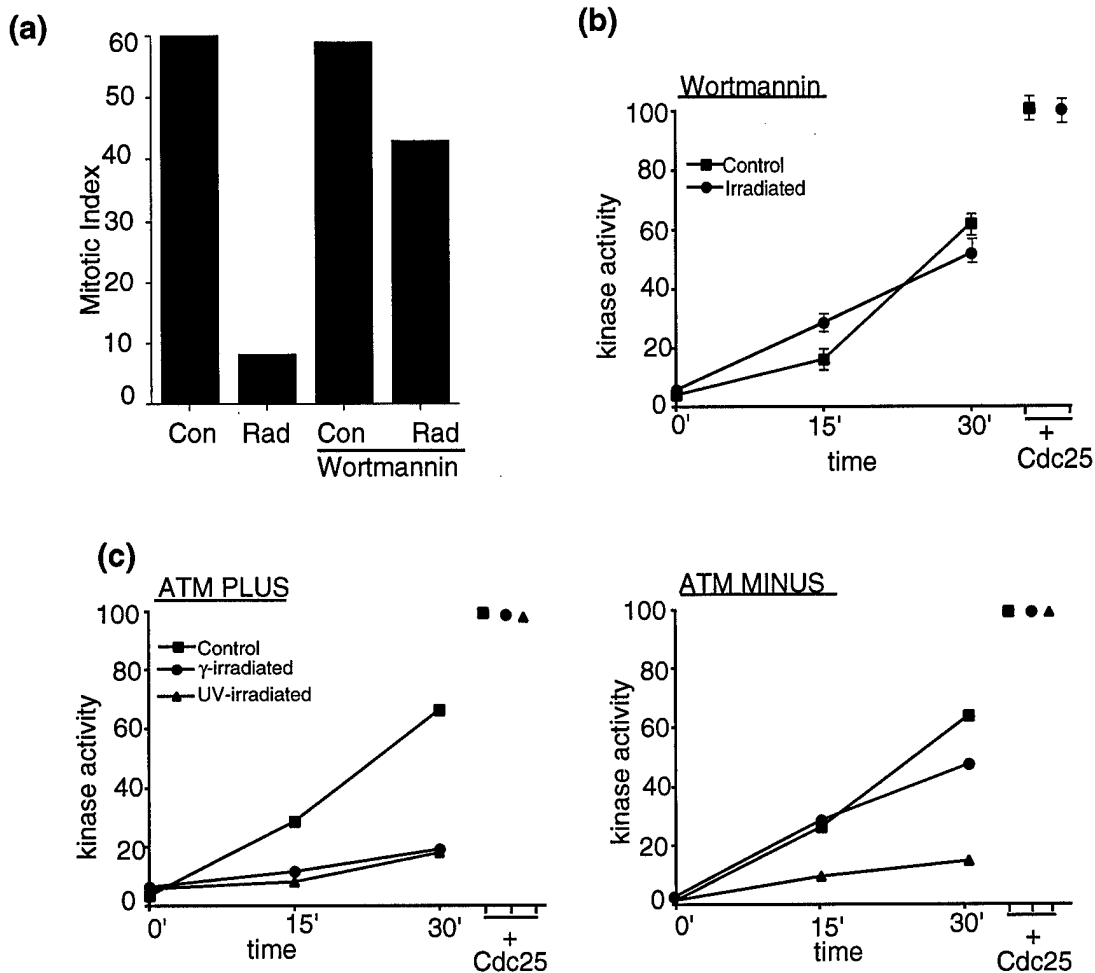 (a)
60
50
40
30
20
10
0
Mitotic Index
Con Rad Con Rad
Wortmannin
(b)
Wortmannin
100
80
60
40
20
0
kinase activity
Control
Irradiated
0' 15' 30'
+
time
Cdc25
(c)
ATM PLUS
100
80
60
40
20
0
kinase activity
Control
γ-irradiated
UV-irradiated
0' 15' 30'
+
time
Cdc25
ATM MINUS
100
80
60
40
20
0
kinase activity
0' 15' 30'
+
time
Cdc25